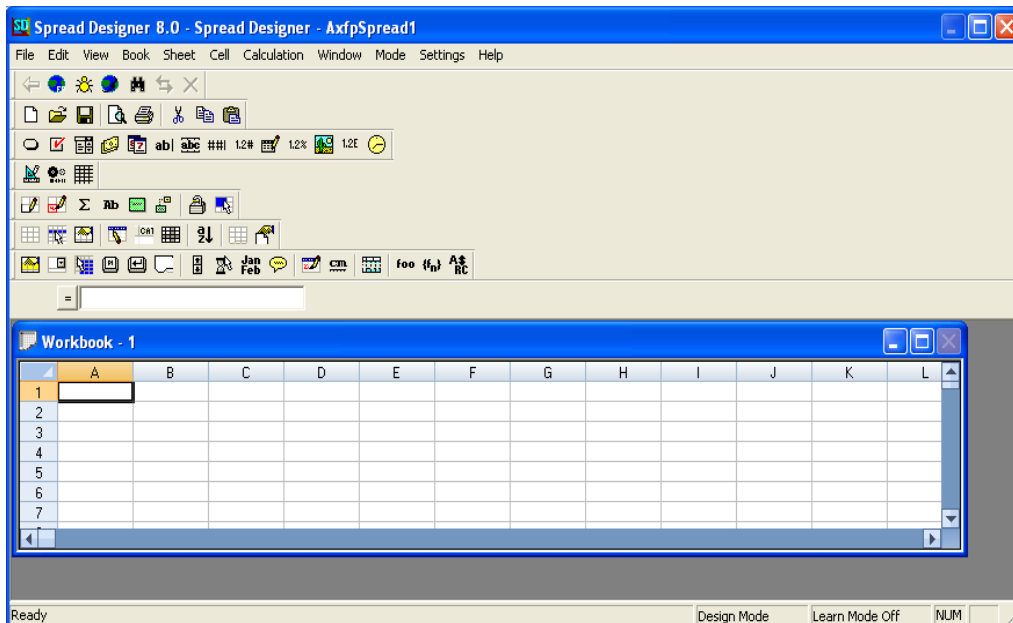 SD Spread Designer 8.0 - Spread Designer - AxfpSpread1
File Edit View Book Sheet Cell Calculation Window Mode Settings Help
ab| abc ##| 1.2# 1.2% 1.2E
Σ Ab
foo {fn} A$
Jan
Feb
cm
RC
=
Workbook - 1
A B C D E F G H I J K L
1
2
3
4
5
6
7
Ready Design Mode Learn Mode Off NUM